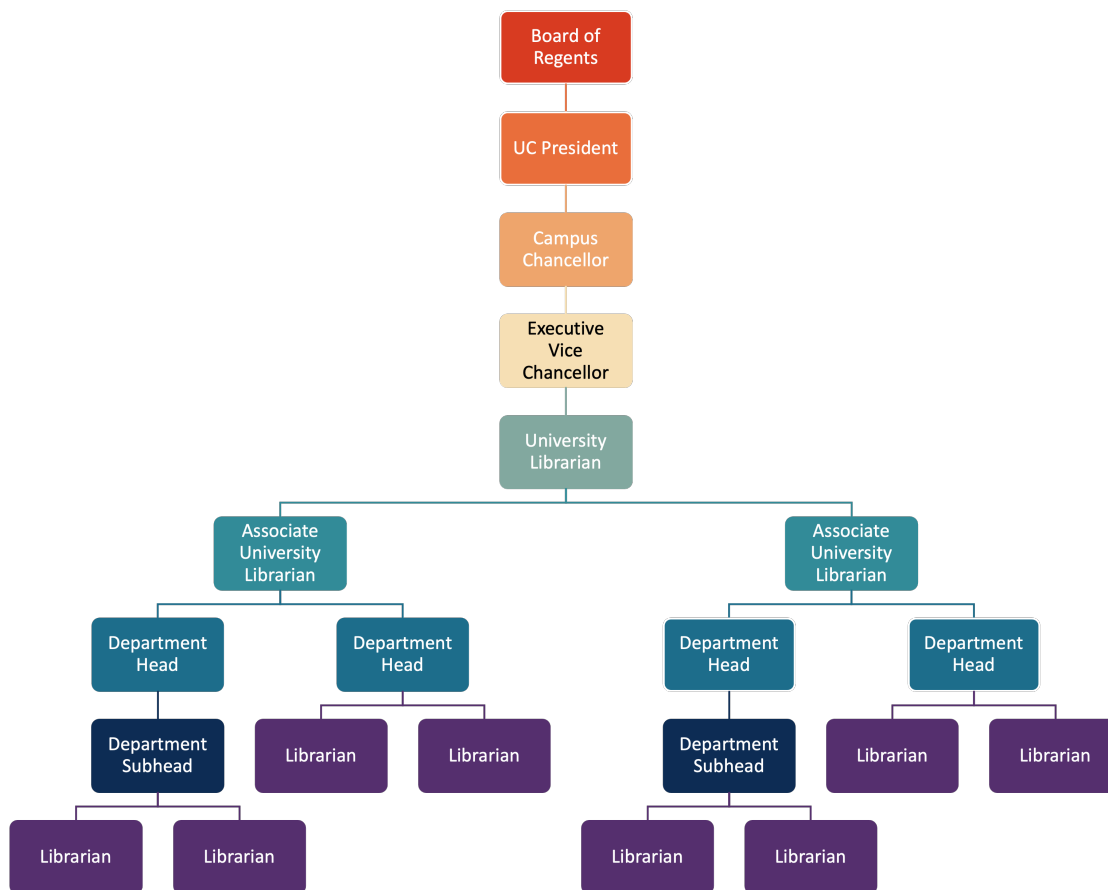 Board of
Regents
UC President
Campus
Chancellor
Executive
Vice
Chancellor
University
Librarian
Associate
University
Librarian
Associate
University
Librarian
Department
Head
Department
Head
Department
Head
Department
Head
Department
Subhead
Librarian
Librarian
Department
Subhead
Librarian
Librarian
Librarian
Librarian
Librarian
Librarian